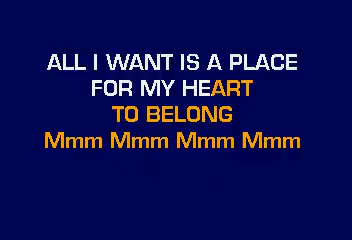 ALL I WANT IS A PLACE
FOR MY HEART
TO BELONG
Mmm Mmm Mmm Mmm